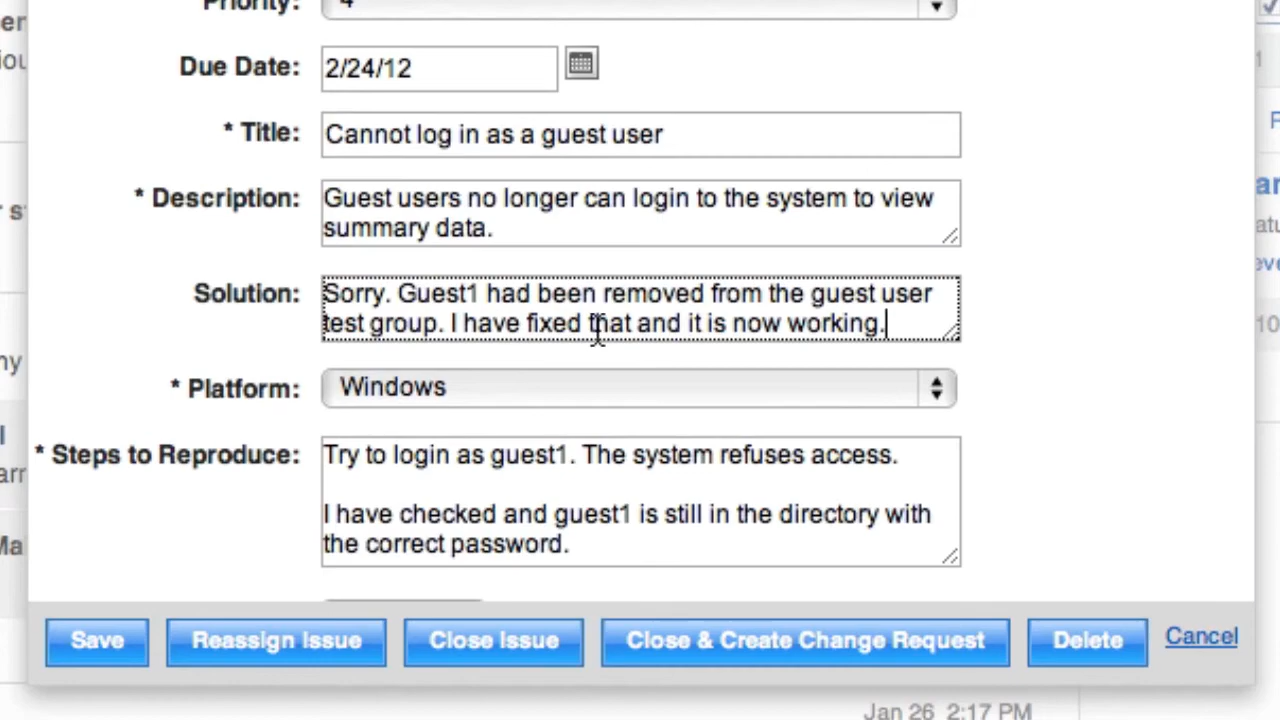 Priority: 4
Due Date: 2/24/12
* Title: Cannot log in as a guest user
* Description: Guest users no longer can login to the system to view
summary data.
Solution: Sorry. Guest1 had been removed from the guest user
test group. I have fixed that and it is now working.
* Platform: Windows
* Steps to Reproduce: Try to login as guest1. The system refuses access.
I have checked and guest1 is still in the directory with
the correct password.
Save Reassign Issue Close Issue Close & Create Change Request Delete Cancel
Jan 26 2:17 PM